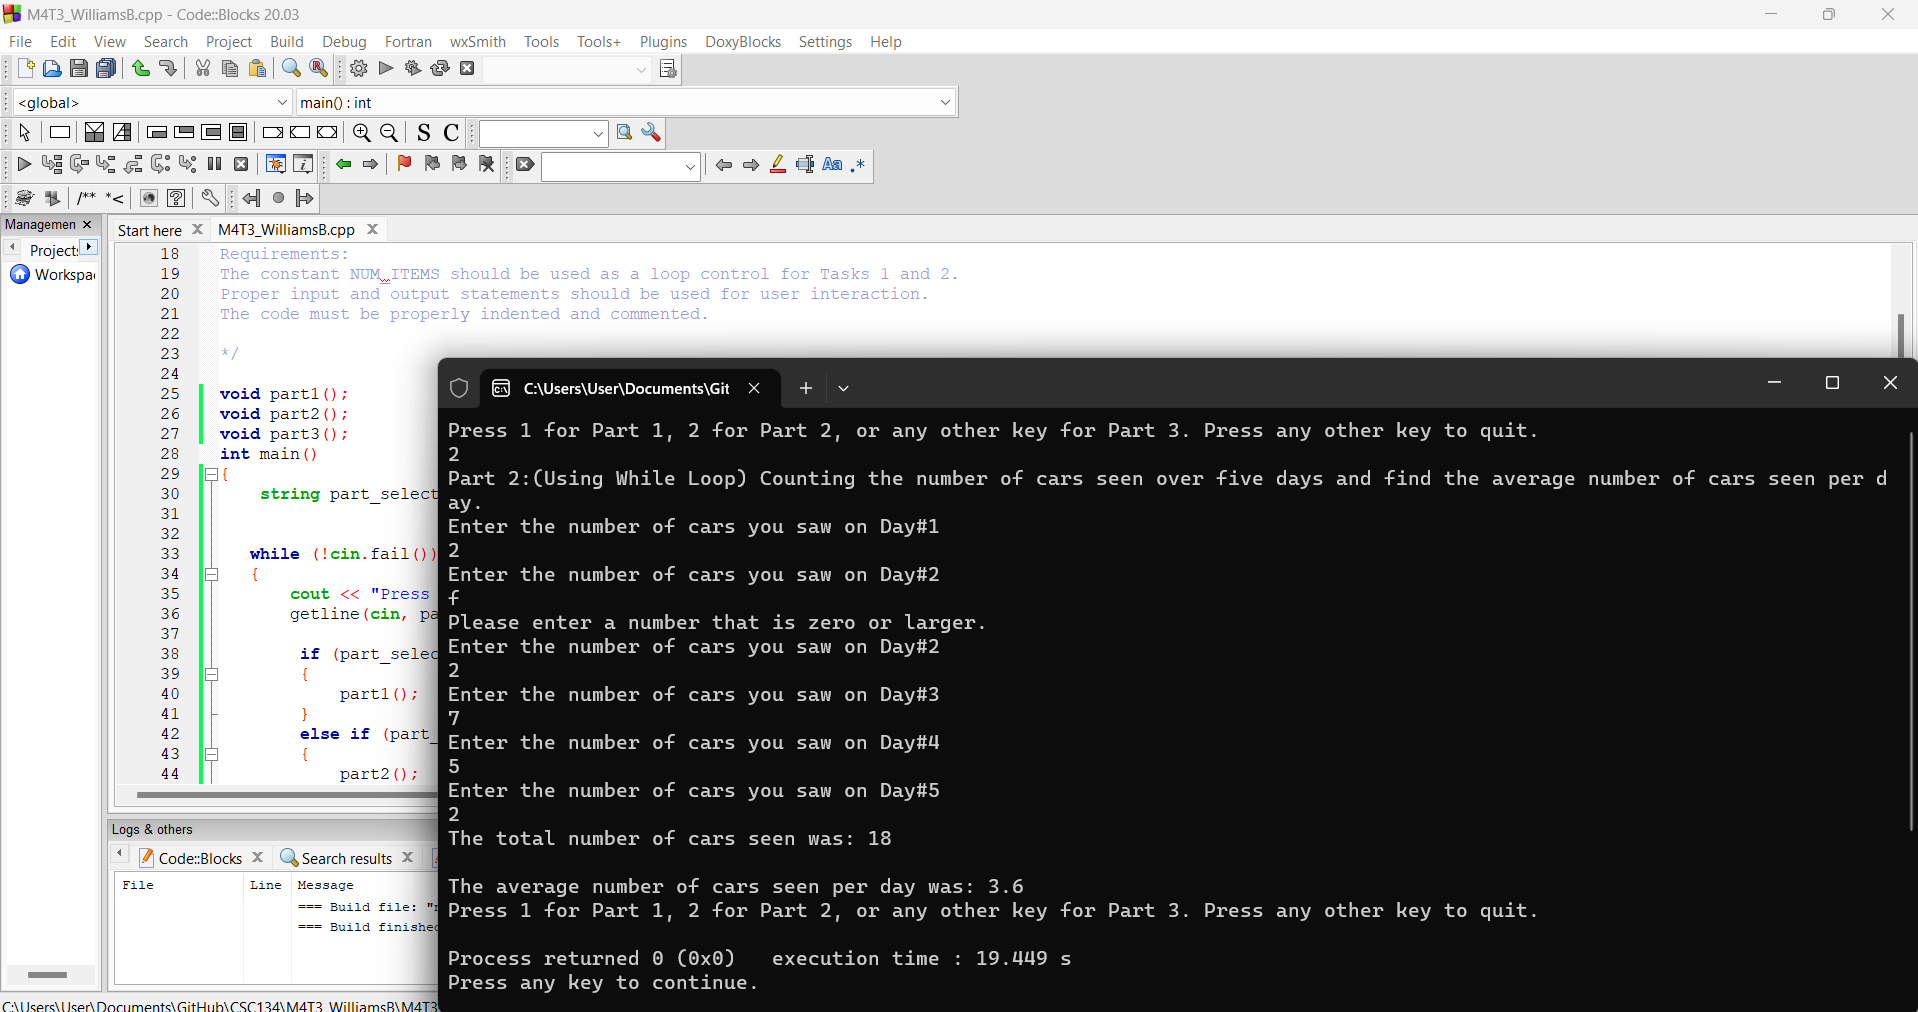 M4T3_WilliamsB.cpp - Code::Blocks 20.03
File Edit View Search Project Build Debug Fortran wxSmith Tools Tools+ Plugins DoxyBlocks Settings Help
<global> main() : int
S C
Aa .*
/** *<
Managemen
Start here M4T3_WilliamsB.cpp
Projects
Workspa
18 Requirements:
19 The constant NUM_ITEMS should be used as a loop control for Tasks 1 and 2.
20 Proper input and output statements should be used for user interaction.
21 The code must be properly indented and commented.
22
23 */
24
25 void part1();
26 void part2();
27 void part3();
28 int main()
29 {
30 string part_select
31
32
33 while (!cin.fail())
34 {
35 cout << "Press
36 getline(cin, pa
37
38 if (part_selec
39 {
40 part1();
41 }
42 else if (part_
43 {
44 part2();
Logs & others
Code::Blocks Search results
File Line Message
=== Build file: "n
=== Build finished
C:\Users\User\Documents\GitHub\CSC134\M4T3_WilliamsB\M4T3
C:\Users\User\Documents\Git
Press 1 for Part 1, 2 for Part 2, or any other key for Part 3. Press any other key to quit.
2
Part 2:(Using While Loop) Counting the number of cars seen over five days and find the average number of cars seen per d
ay.
Enter the number of cars you saw on Day#1
2
Enter the number of cars you saw on Day#2
f
Please enter a number that is zero or larger.
Enter the number of cars you saw on Day#2
2
Enter the number of cars you saw on Day#3
7
Enter the number of cars you saw on Day#4
5
Enter the number of cars you saw on Day#5
2
The total number of cars seen was: 18

The average number of cars seen per day was: 3.6
Press 1 for Part 1, 2 for Part 2, or any other key for Part 3. Press any other key to quit.

Process returned 0 (0x0) execution time : 19.449 s
Press any key to continue.